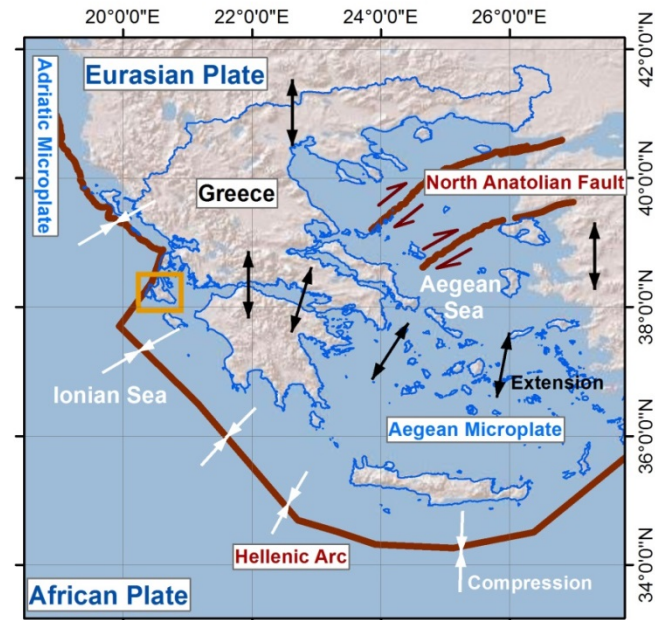 20°0'0"E 22°0'0"E 24°0'0"E 26°0'0"E
42°0'0"N
Adriatic Microplate
Eurasian Plate
40°0'0"N
Greece
North Anatolian Fault
Aegean
Sea
38°0'0"N
Ionian Sea
Extension
Aegean Microplate
36°0'0"N
Hellenic Arc
34°0'0"N
Compression
African Plate